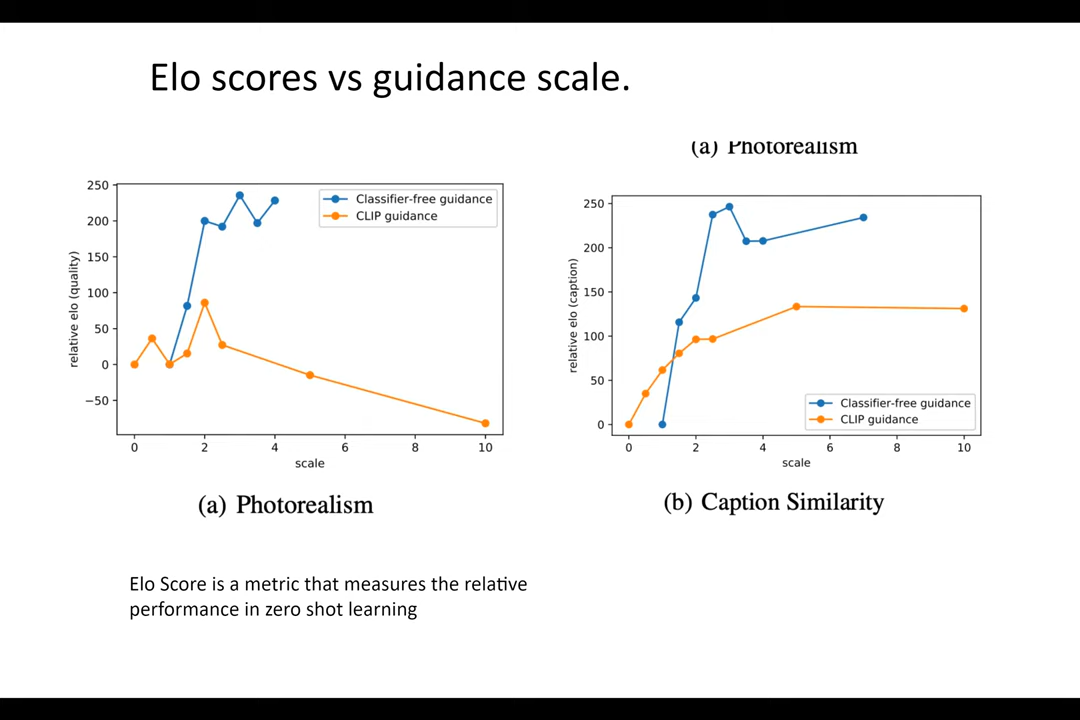 Elo scores vs guidance scale.
(a) Photorealism
250
200
150
100
50
0
−50
relative elo (quality)
Classifier-free guidance
CLIP guidance
0 2 4 6 8 10
scale
(a) Photorealism
250
200
150
100
50
0
relative elo (caption)
Classifier-free guidance
CLIP guidance
0 2 4 6 8 10
scale
(b) Caption Similarity
Elo Score is a metric that measures the relative
performance in zero shot learning